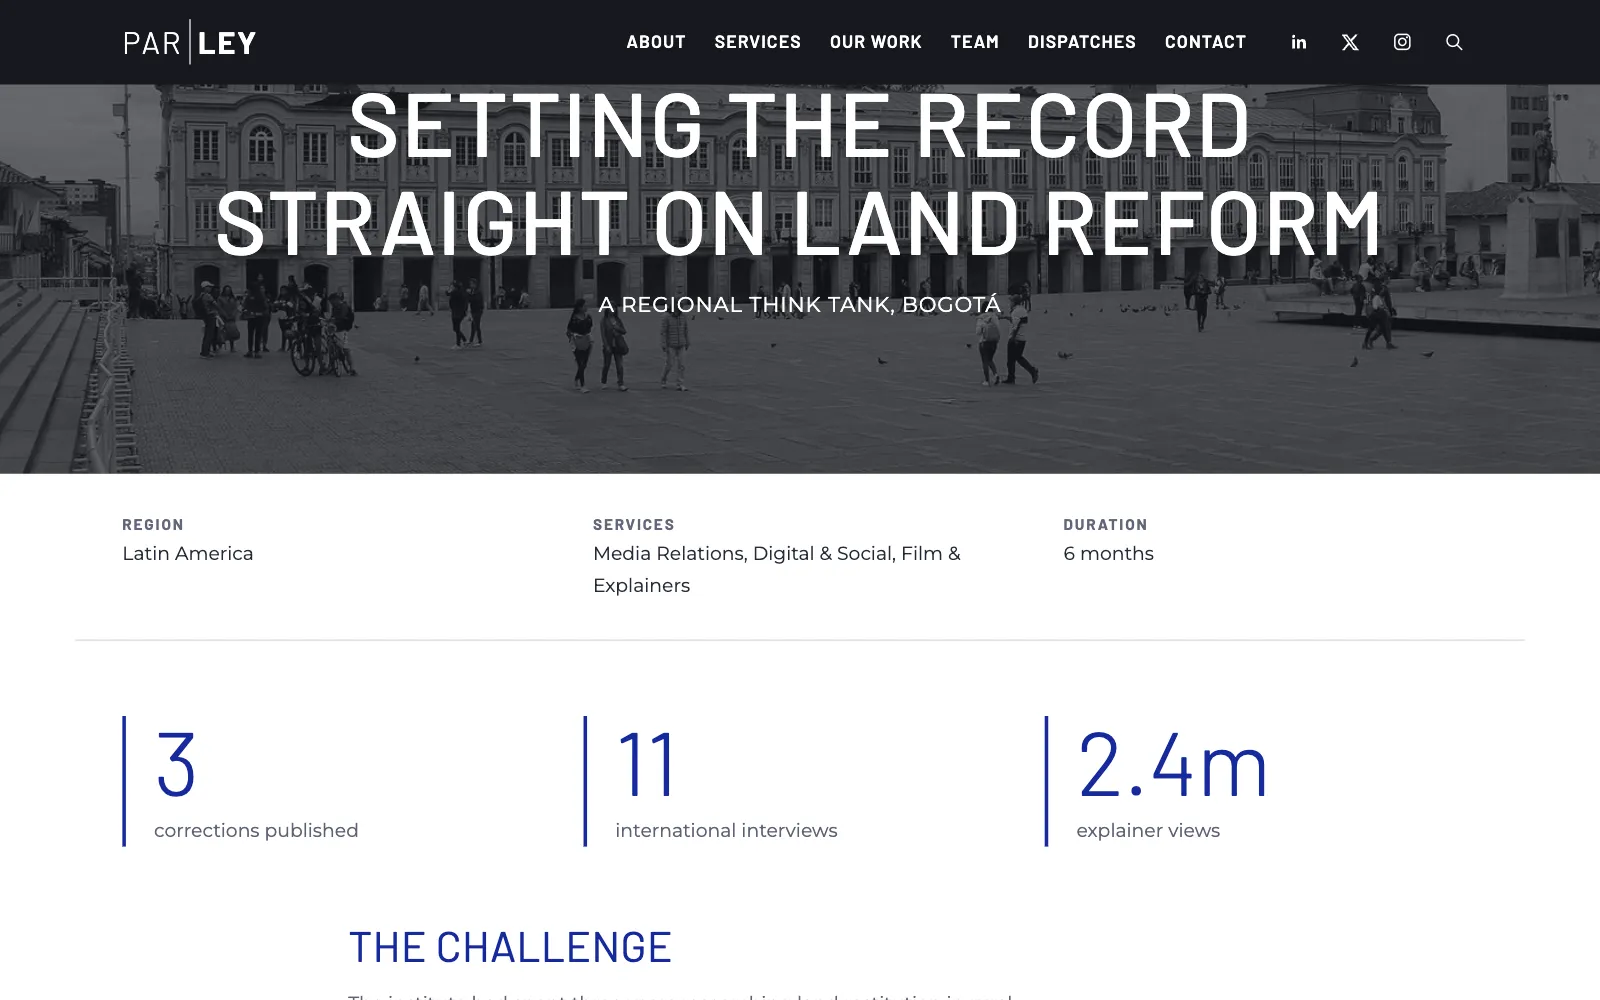 PAR|LEY
ABOUT SERVICES OUR WORK TEAM DISPATCHES CONTACT
SETTING THE RECORD
STRAIGHT ON LAND REFORM
A REGIONAL THINK TANK, BOGOTÁ
REGION
Latin America
SERVICES
Media Relations, Digital & Social, Film &
Explainers
DURATION
6 months
3
corrections published
11
international interviews
2.4m
explainer views
THE CHALLENGE